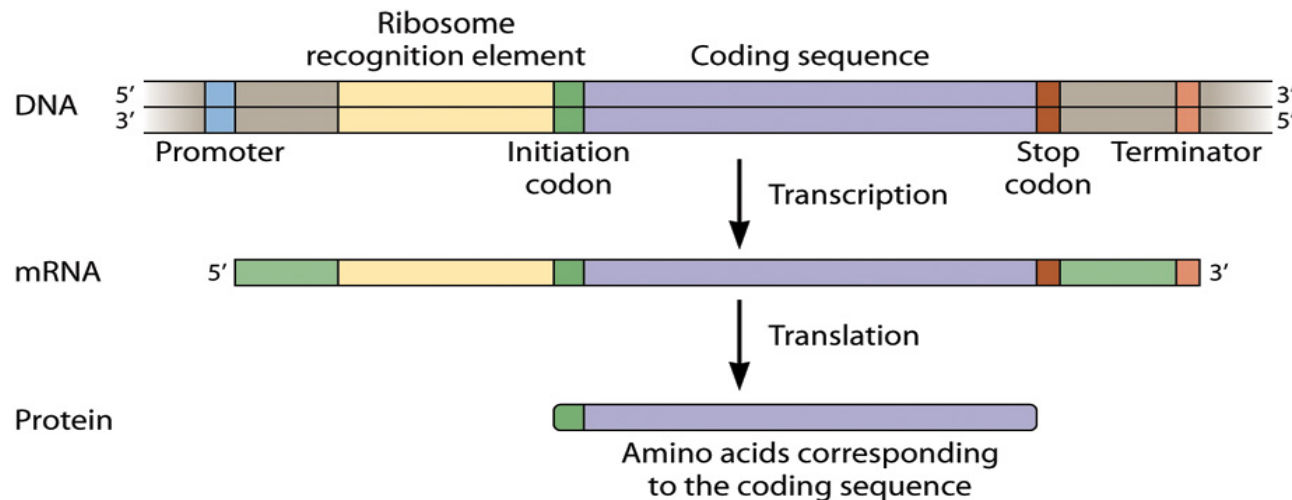 Ribosome
recognition element
Coding sequence
DNA
5′
3′
3′
5′
Promoter
Initiation
codon
Stop
codon
Terminator
Transcription
mRNA
5′
3′
Translation
Protein
Amino acids corresponding
to the coding sequence